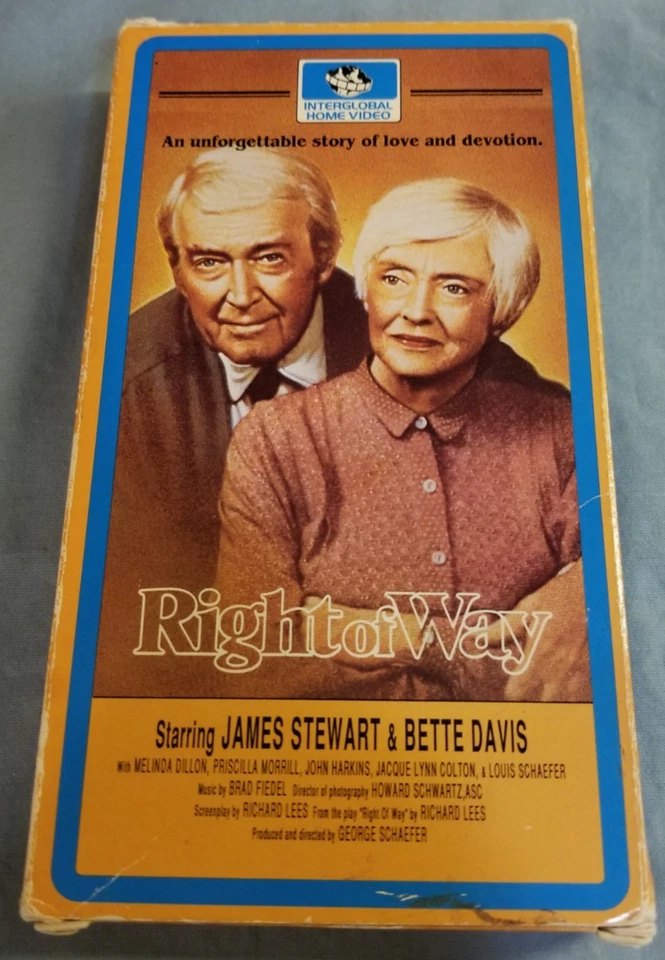 INTERGLOBAL
HOME VIDEO
An unforgettable story of love and devotion.
Right of Way
Starring JAMES STEWART & BETTE DAVIS
With MELINDA DILLON, PRISCILLA MORRILL, JOHN HARKINS, JACQUE LYNN COLTON, & LOUIS SCHAEFER
Music by BRAD FIEDEL Director of photography HOWARD SCHWARTZ, ASC
Screenplay by RICHARD LEES From the play "Right Of Way" by RICHARD LEES
Produced and directed by GEORGE SCHAEFER